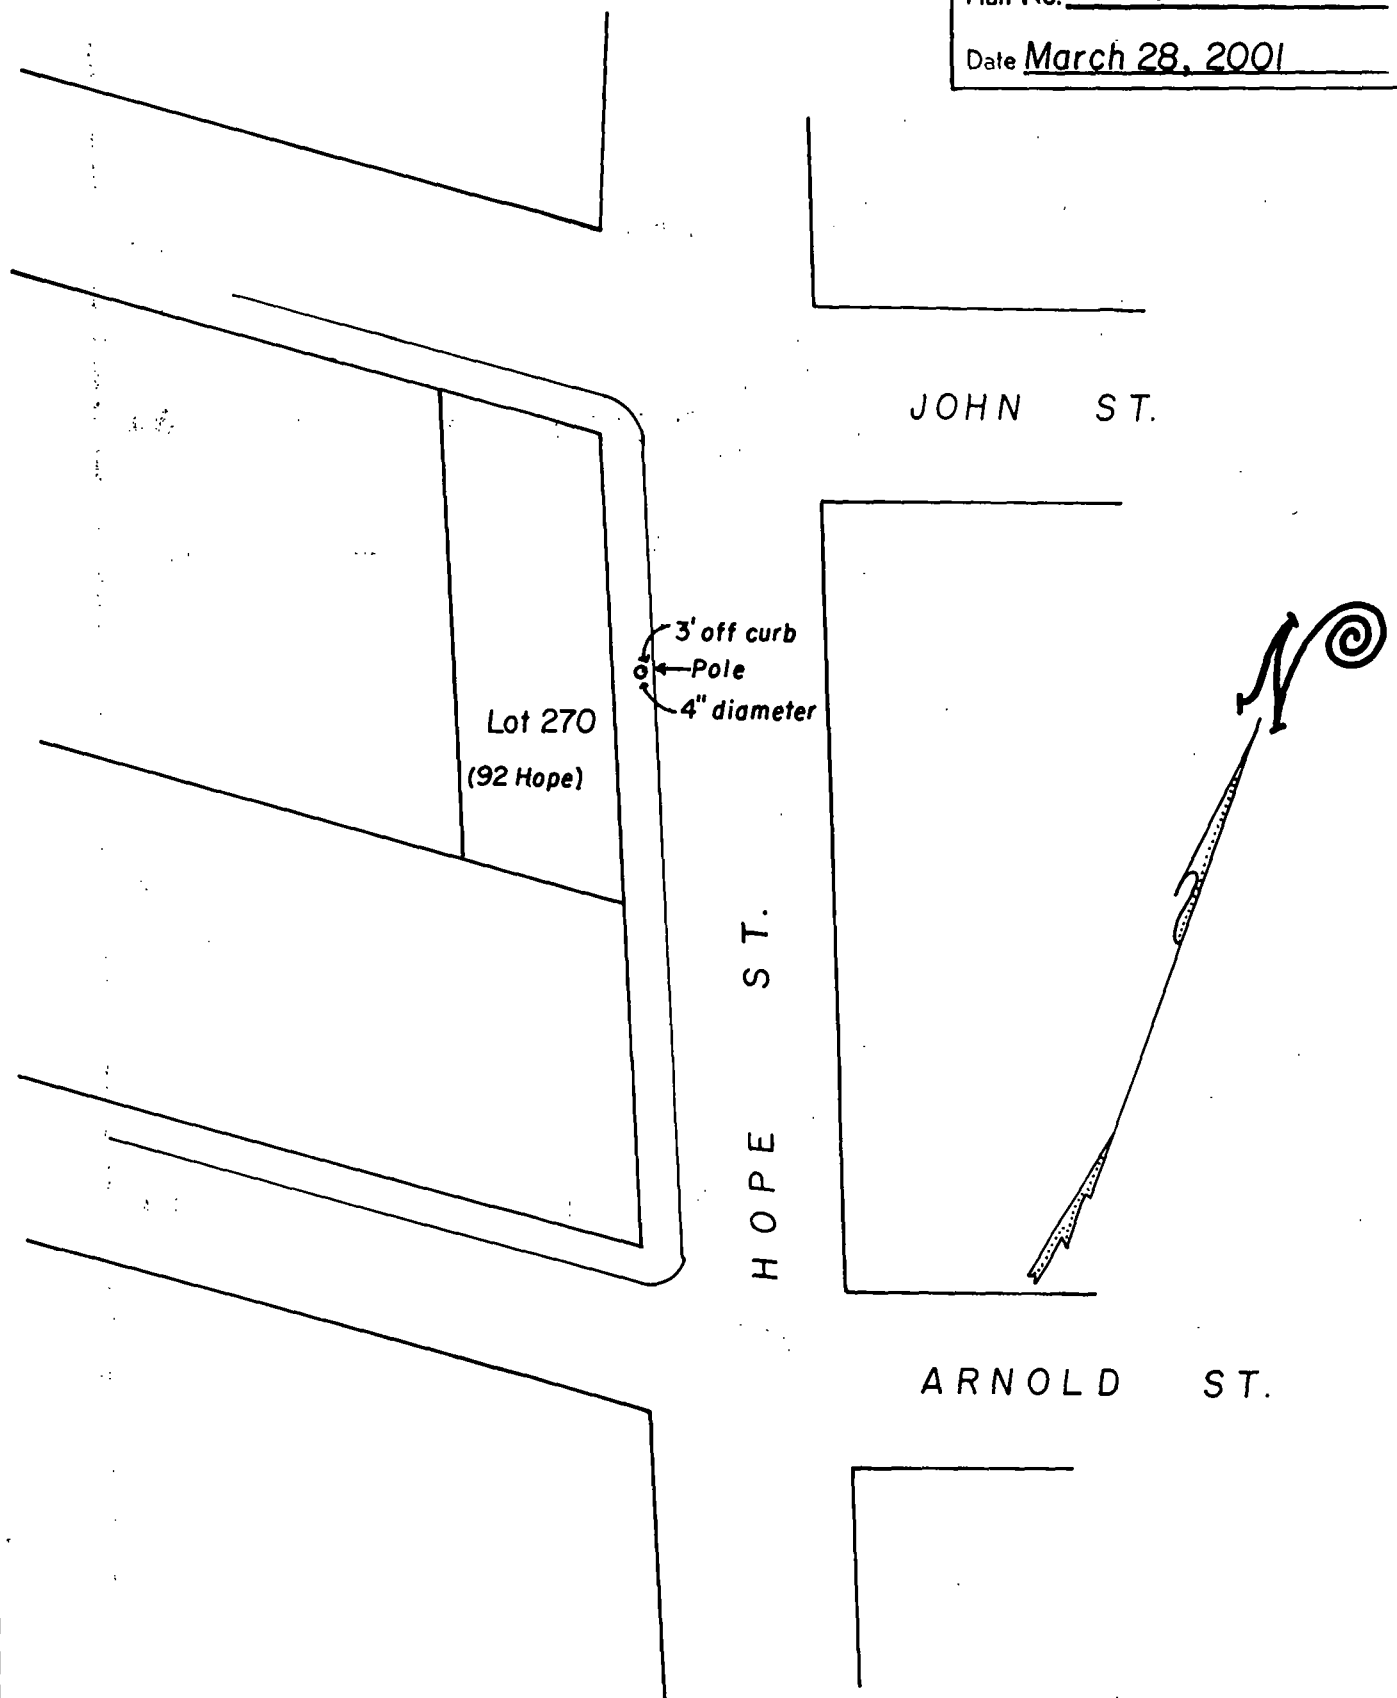 Date March 28, 2001
JOHN ST.
3' off curb
Pole
4" diameter
Lot 270
(92 Hope)
HOPE ST.
N
ARNOLD ST.